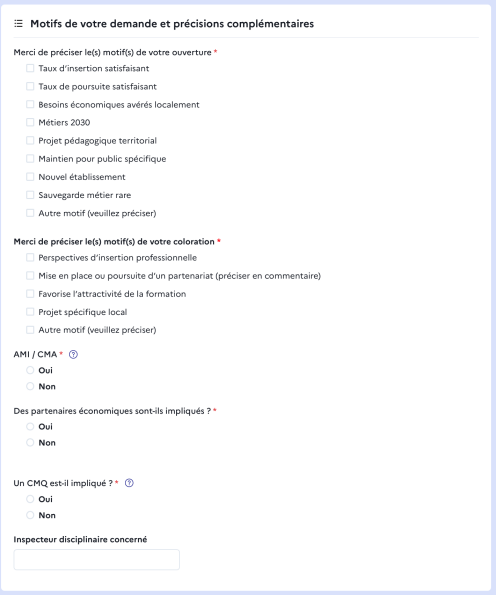 Motifs de votre demande et précisions complémentaires
Merci de préciser le(s) motif(s) de votre ouverture *
Taux d'insertion satisfaisant
Taux de poursuite satisfaisant
Besoins économiques avérés localement
Métiers 2030
Projet pédagogique territorial
Maintien pour public spécifique
Nouvel établissement
Sauvegarde métier rare
Autre motif (veuillez préciser)
Merci de préciser le(s) motif(s) de votre coloration *
Perspectives d'insertion professionnelle
Mise en place ou poursuite d'un partenariat (préciser en commentaire)
Favorise l'attractivité de la formation
Projet spécifique local
Autre motif (veuillez préciser)
AMI / CMA * ?
Oui
Non
Des partenaires économiques sont-ils impliqués ? *
Oui
Non
Un CMQ est-il impliqué ? * ?
Oui
Non
Inspecteur disciplinaire concerné